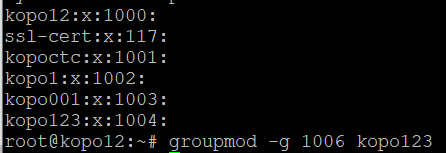 kopo12:x:1000:
ssl-cert:x:117:
kopoctc:x:1001:
kopo1:x:1002:
kopo001:x:1003:
kopo123:x:1004:
root@kopo12:~# groupmod -g 1006 kopo123